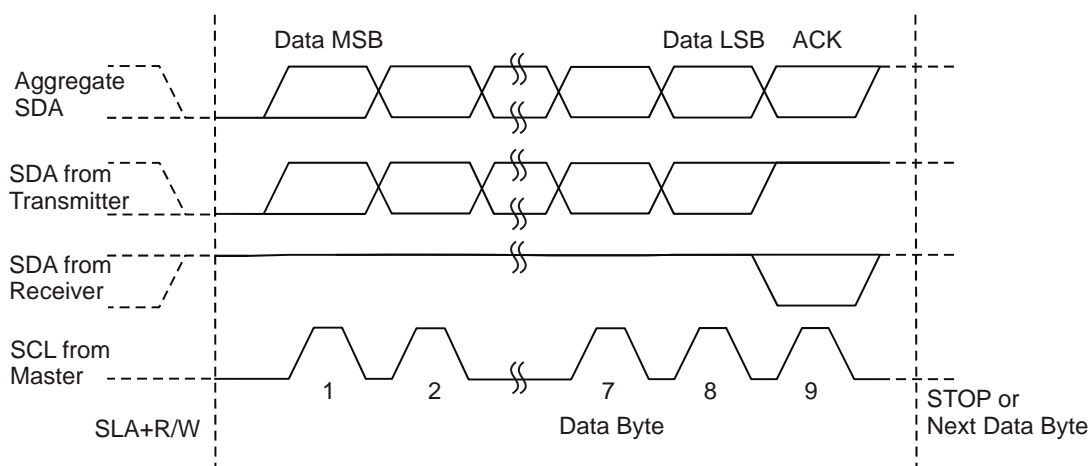 Data MSB
Data LSB
ACK
Aggregate
SDA
SDA from
Transmitter
SDA from
Receiver
SCL from
Master
1
2
7
8
9
SLA+R/W
Data Byte
STOP or
Next Data Byte